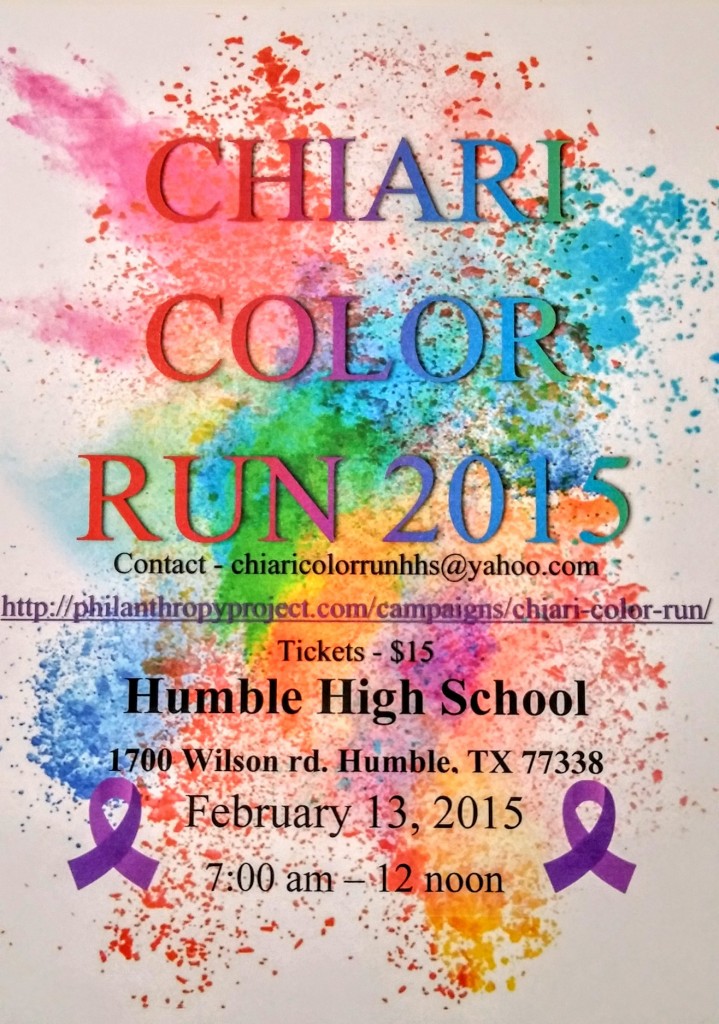 CHIARI
COLOR
RUN 2015
Contact - chiaricolorrunhhs@yahoo.com
http://philanthropyproject.com/campaigns/chiari-color-run/
Tickets - $15
Humble High School
1700 Wilson rd. Humble, TX 77338
February 13, 2015
7:00 am – 12 noon